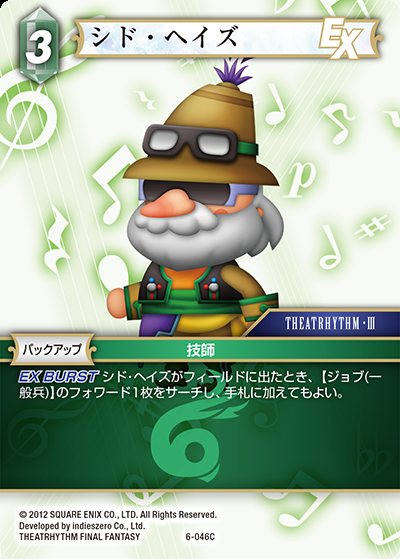 3
シド・ヘイズ
EX
p
THEATRHYTHM・III
バックアップ
技師
EX BURST シド・ヘイズがフィールドに出たとき、【ジョブ(一
般兵)】のフォワード1枚をサーチし、手札に加えてもよい。
6
© 2012 SQUARE ENIX CO., LTD. All Rights Reserved.
Developed by indieszero Co., Ltd.
THEATRHYTHM FINAL FANTASY
6-046C